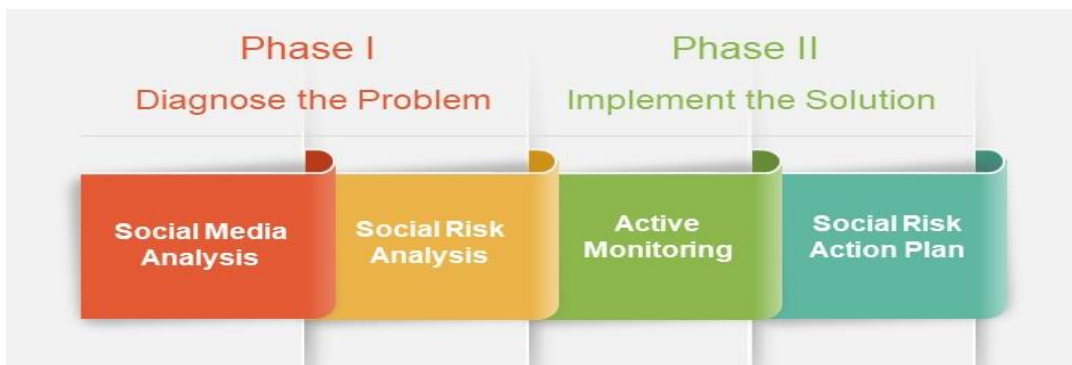 Phase I
Diagnose the Problem
Phase II
Implement the Solution
Social Media
Analysis
Social Risk
Analysis
Active
Monitoring
Social Risk
Action Plan